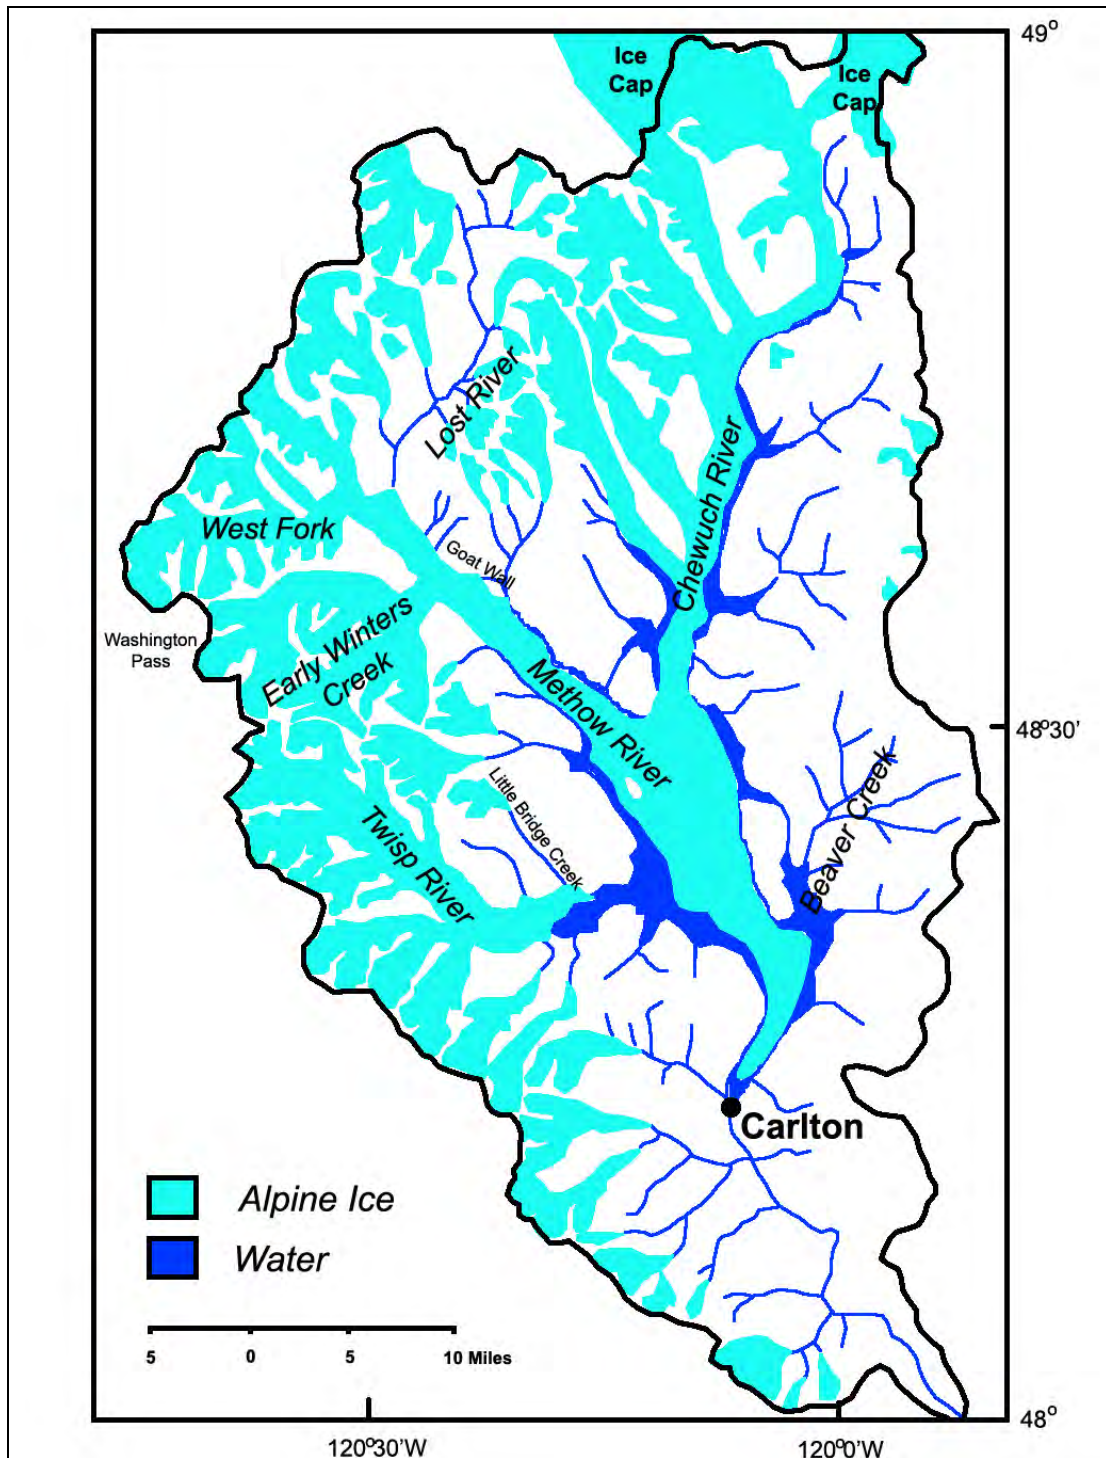 49°
Ice
Cap
Ice
Cap
Lost River
Chewuch River
West Fork
Goat Wall
Washington
Pass
Early Winters
Creek
Methow River
48°30'
Little Bridge Creek
Beaver Creek
Twisp River
Carlton
Alpine Ice
Water
5 0 5 10 Miles
48°
120°30'W
120°0'W